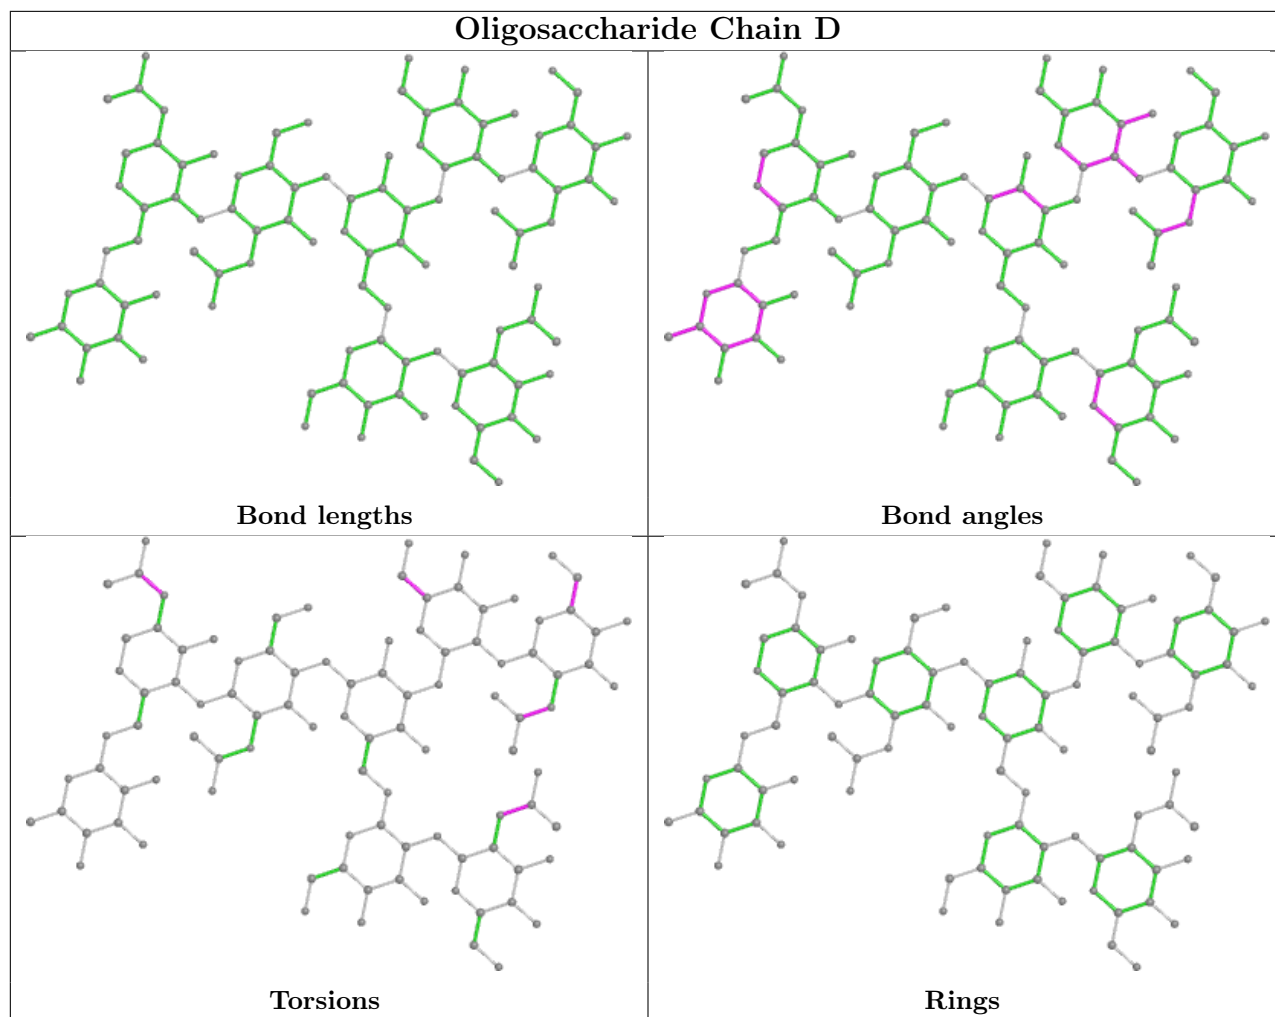 Oligosaccharide Chain D
Bond lengths
Bond angles
Torsions
Rings